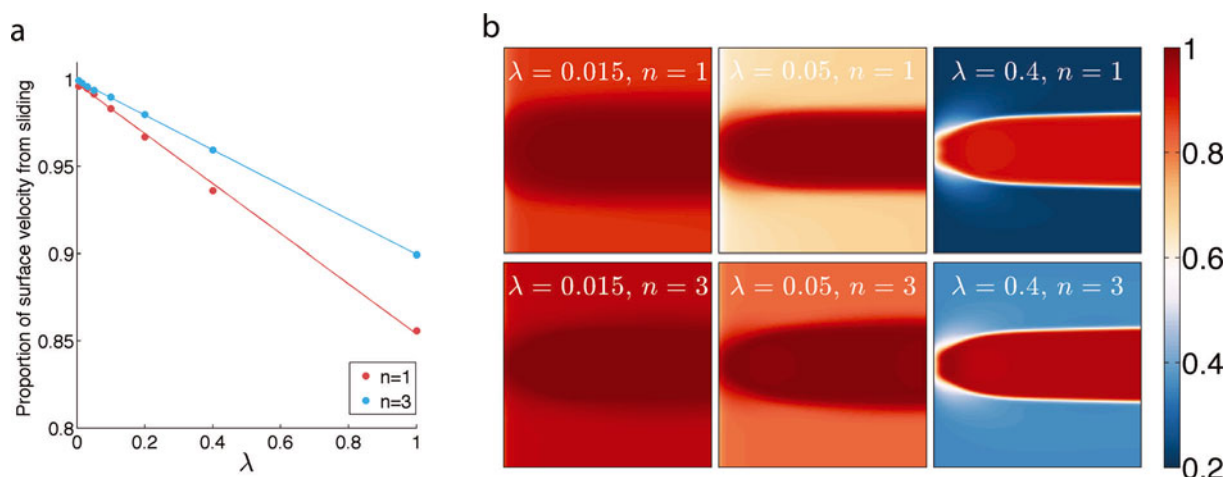 a
Proportion of surface velocity from sliding
1
0.95
0.9
0.85
0.8
0
0.2
0.4
0.6
0.8
1
λ
n=1
n=3
b
λ = 0.015, n = 1
λ = 0.05, n = 1
λ = 0.4, n = 1
λ = 0.015, n = 3
λ = 0.05, n = 3
λ = 0.4, n = 3
1
0.8
0.6
0.4
0.2